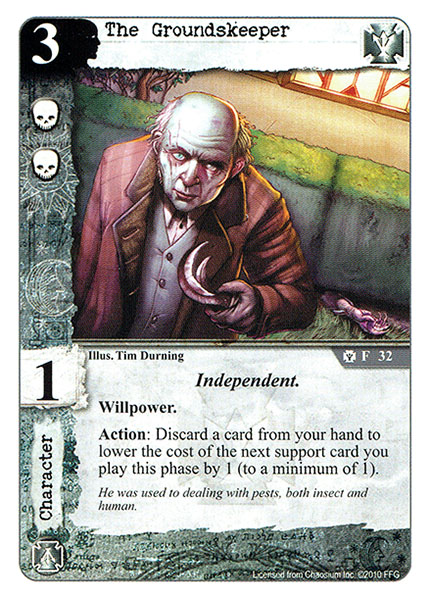 3
The Groundskeeper
Illus. Tim Durning
F 32
1
Independent.
Willpower.
Action: Discard a card from your hand to
lower the cost of the next support card you
play this phase by 1 (to a minimum of 1).
He was used to dealing with pests, both insect and
human.
Character
Licensed from Chaosium Inc. ©2010 FFG